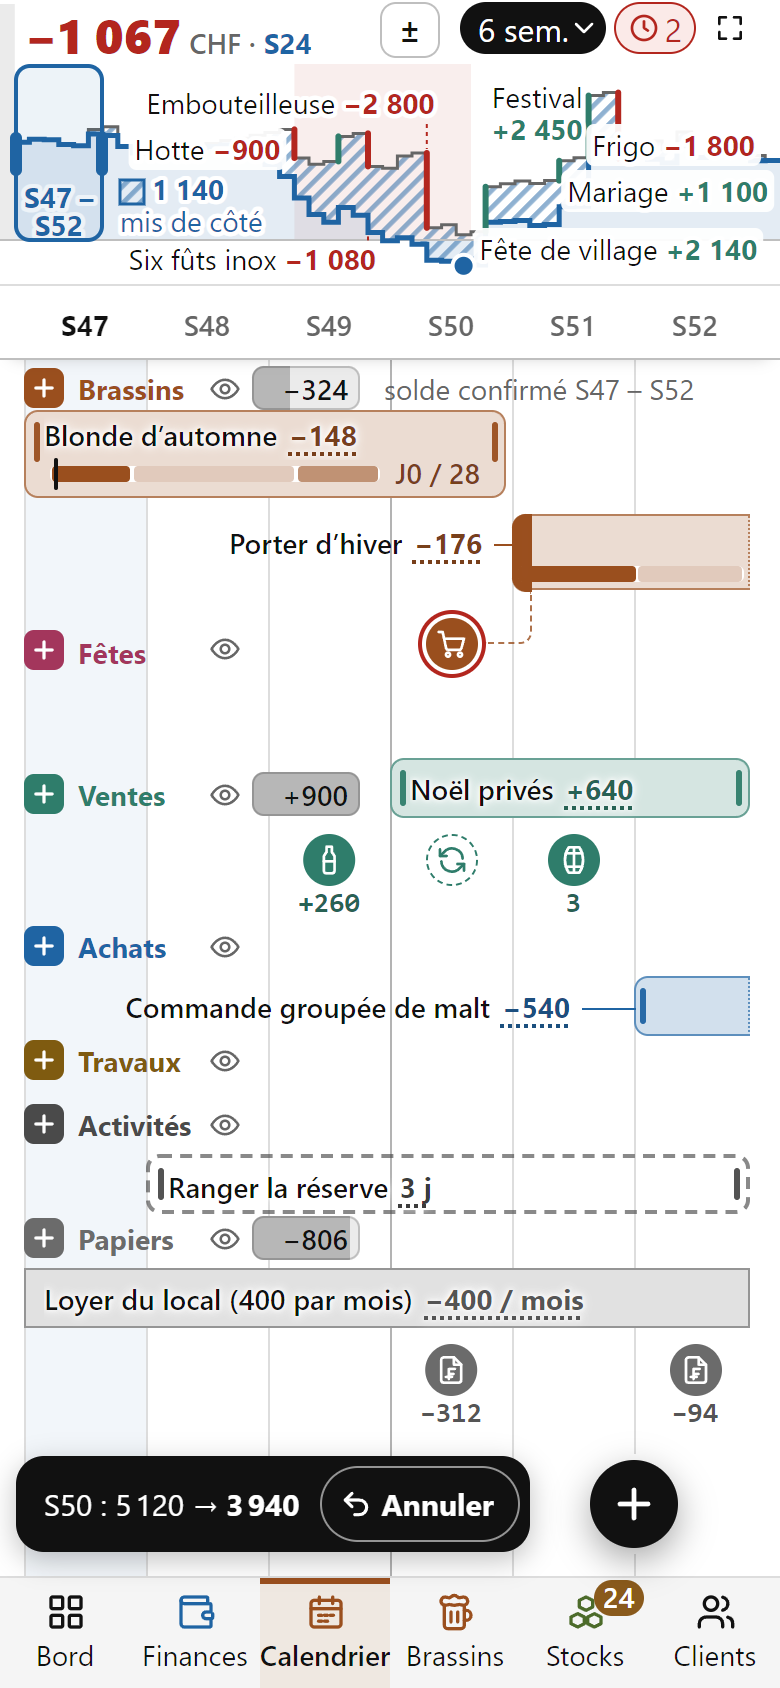 −1 067 CHF · S24
±
6 sem.
2
Embouteilleuse −2 800
Festival
+2 450
Hotte −900
Frigo −1 800
S47 –
S52
1 140
mis de côté
Mariage +1 100
Six fûts inox −1 080
Fête de village +2 140
S47 S48 S49 S50 S51 S52
Brassins −324 solde confirmé S47 – S52
Blonde d’automne −148
J0 / 28
Porter d’hiver −176
Fêtes
Ventes +900 Noël privés +640
+260 3
Achats
Commande groupée de malt −540
Travaux
Activités
Ranger la réserve 3 j
Papiers −806
Loyer du local (400 par mois) −400 / mois
−312 −94
S50 : 5 120 → 3 940 Annuler
24
Bord Finances Calendrier Brassins Stocks Clients